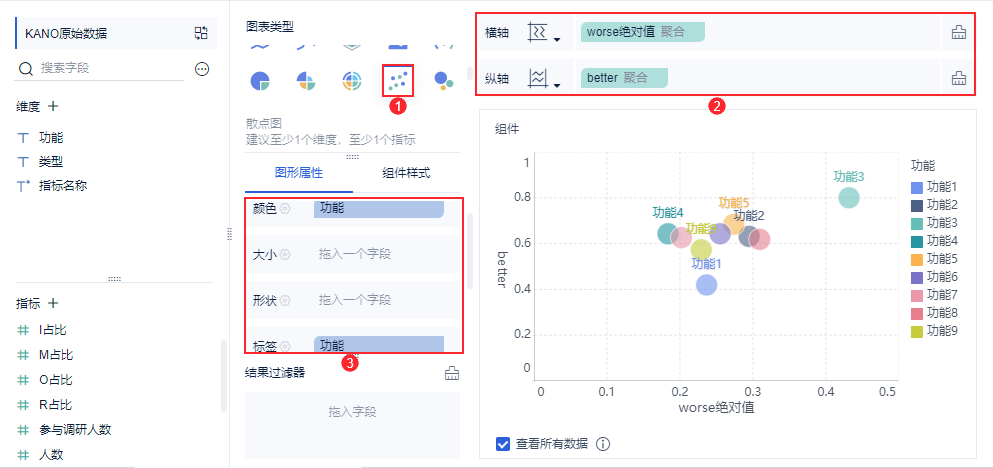 KANO原始数据
搜索字段
维度
功能
类型
指标名称
指标
I占比
M占比
O占比
R占比
参与调研人数
人数
图表类型
1
散点图
建议至少1个维度，至少1个指标
图形属性
组件样式
颜色
功能
大小
拖入一个字段
形状
拖入一个字段
标签
功能
3
结果过滤器
拖入字段
横轴
worse绝对值 聚合
纵轴
better 聚合
2
组件
1
0.8
0.6
0.4
0.2
0
better
功能3
功能5
功能4
功能2
功能1
0
0.1
0.2
0.3
0.4
0.5
worse绝对值
功能
功能1
功能2
功能3
功能4
功能5
功能6
功能7
功能8
功能9
查看所有数据